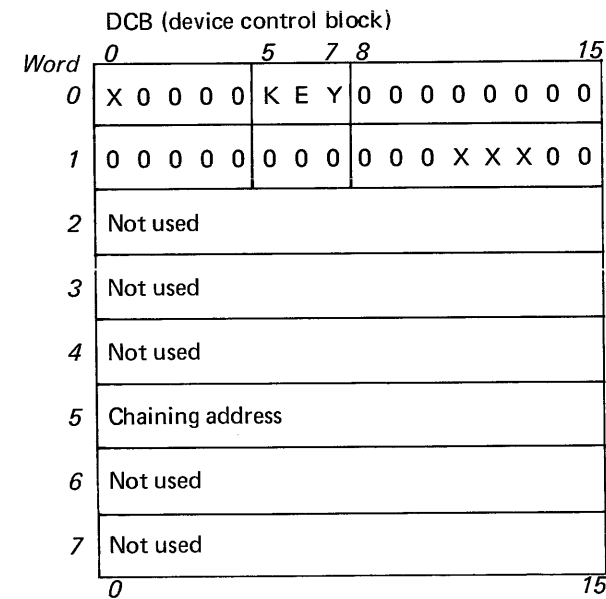 DCB (device control block)
0 5 7 8 15
Word
0 X 0 0 0 0 K E Y 0 0 0 0 0 0 0 0
1 0 0 0 0 0 0 0 0 0 0 0 X X X 0 0
2 Not used
3 Not used
4 Not used
5 Chaining address
6 Not used
7 Not used
0 15